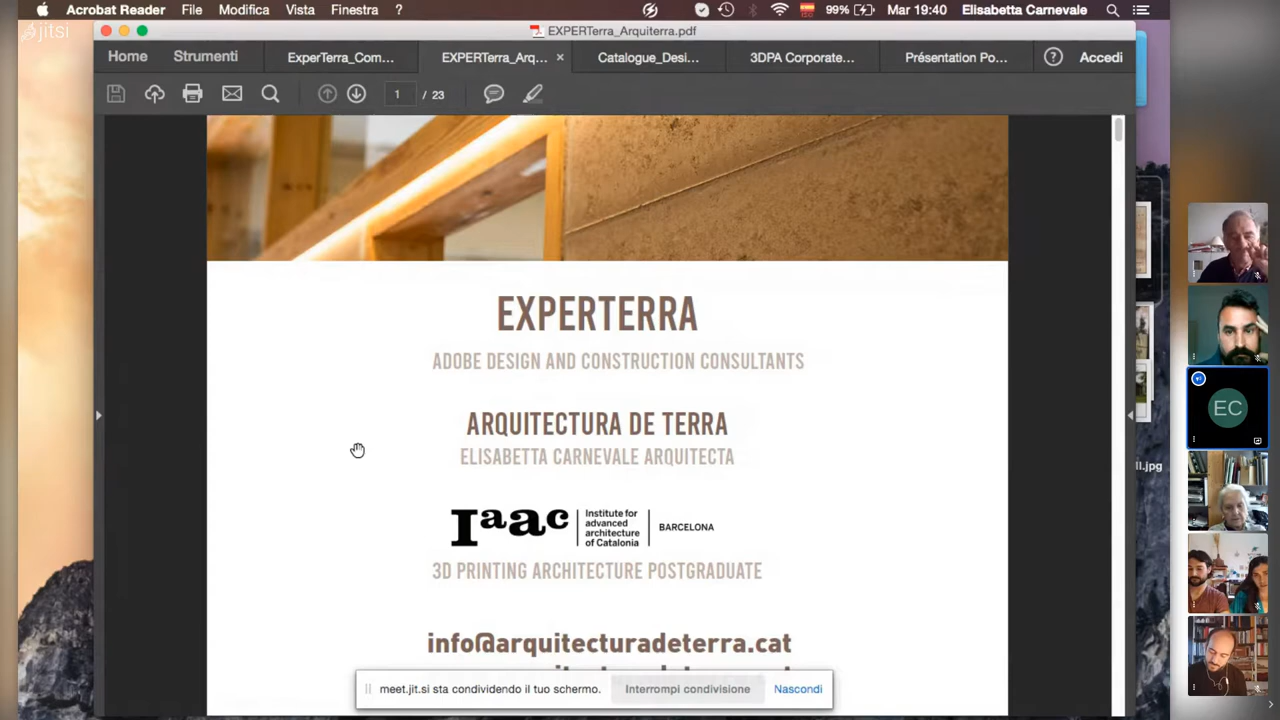 Acrobat Reader File Modifica Vista Finestra ? 99% Mar 19:40 Elisabetta Carnevale
jitsi
EXPERTerra_Arquiterra.pdf
Home Strumenti ExperTerra_Com... EXPERTerra_Arq... × Catalogue_Desi... 3DPA Corporate... Présentation Po... ? Accedi
1 / 23
EXPERTERRA
ADOBE DESIGN AND CONSTRUCTION CONSULTANTS
ARQUITECTURA DE TERRA
ELISABETTA CARNEVALE ARQUITECTA
EC
ll.jpg
Iaac
Institute for
advanced
architecture
of Catalonia
BARCELONA
3D PRINTING ARCHITECTURE POSTGRADUATE
info@arquitecturadeterra.cat
meet.jit.si sta condividendo il tuo schermo. Interrompi condivisione Nascondi